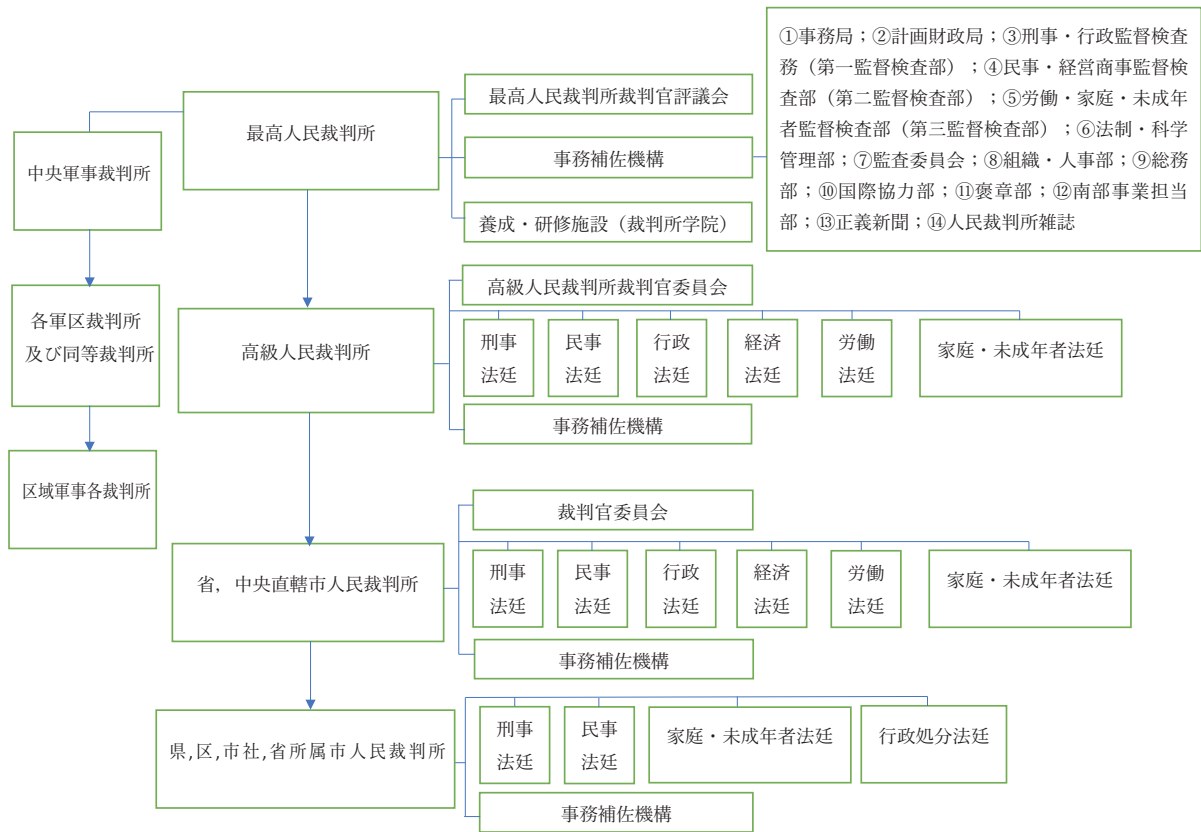 ①事務局；②計画財政局；③刑事・行政監督検査
務（第一監督検査部）；④民事・経営商事監督検
査部（第二監督検査部）；⑤労働・家庭・未成年
者監督検査部（第三監督検査部）；⑥法制・科学
管理部；⑦監査委員会；⑧組織・人事部；⑨総務
部；⑩国際協力部；⑪褒章部；⑫南部事業担当
部；⑬正義新聞；⑭人民裁判所雑誌
最高人民裁判所
最高人民裁判所裁判官評議会
事務補佐機構
養成・研修施設（裁判所学院）
中央軍事裁判所
各軍区裁判所
及び同等裁判所
区域軍事各裁判所
高級人民裁判所
高級人民裁判所裁判官委員会
刑事
法廷
民事
法廷
行政
法廷
経済
法廷
労働
法廷
家庭・未成年者法廷
事務補佐機構
省，中央直轄市人民裁判所
裁判官委員会
刑事
法廷
民事
法廷
行政
法廷
経済
法廷
労働
法廷
家庭・未成年者法廷
事務補佐機構
県,区,市社,省所属市人民裁判所
刑事
法廷
民事
法廷
家庭・未成年者法廷
行政処分法廷
事務補佐機構